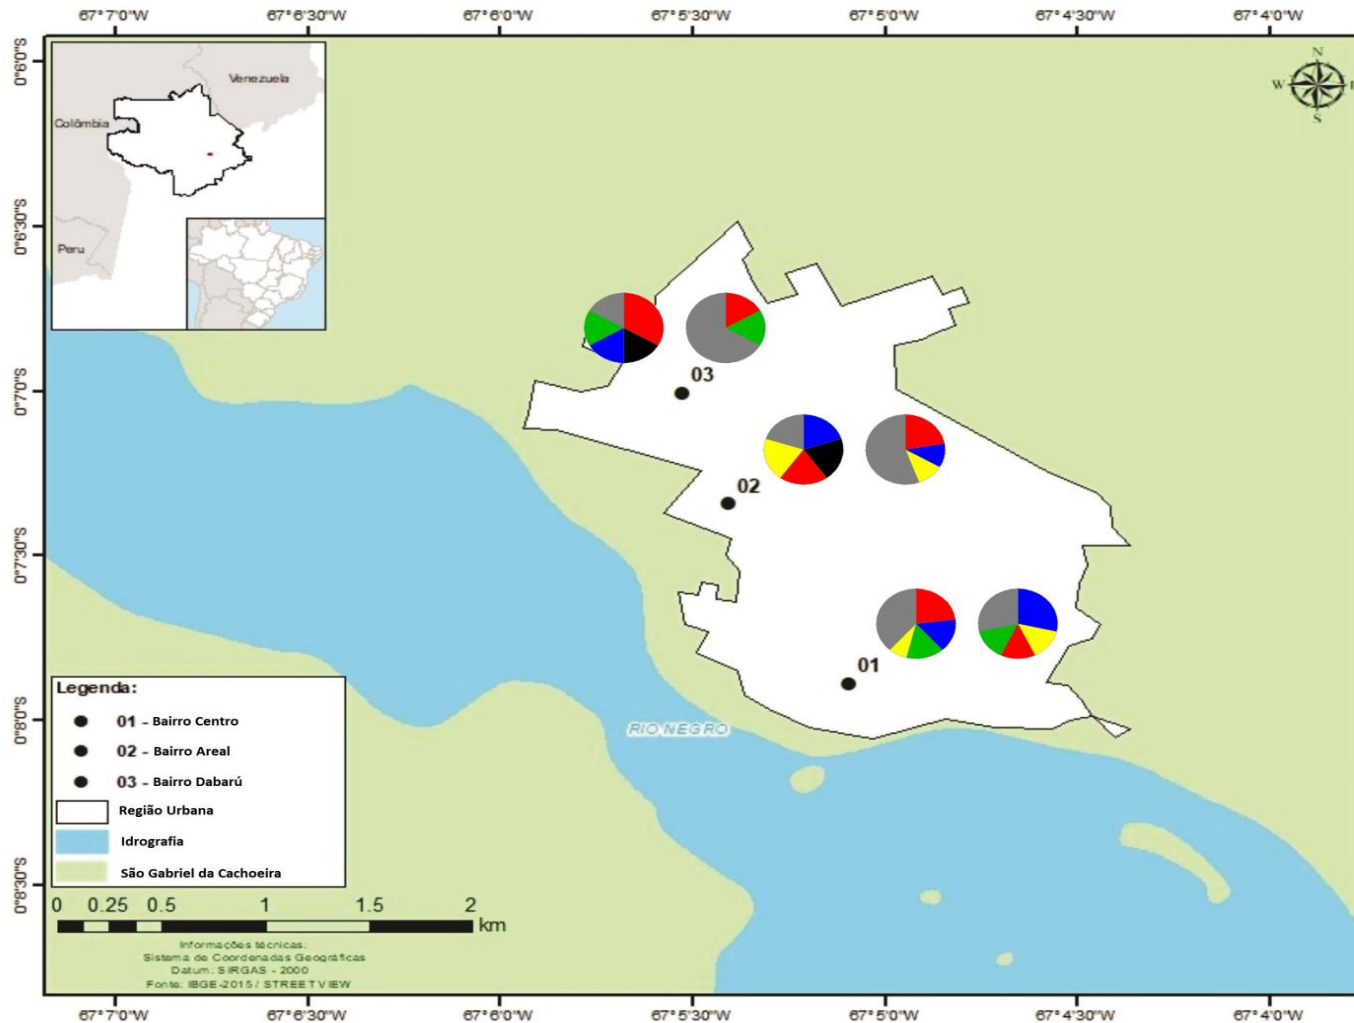 67°7'0"W 67°6'30"W 67°6'0"W 67°5'30"W 67°5'0"W 67°4'30"W 67°4'0"W
0°6'0"S
0°6'30"S
0°7'0"S
0°7'30"S
0°8'0"S
0°8'30"S
Venezuela
Colômbia
Peru
W
S
03
02
01
RIO NEGRO
Legenda:
01 - Bairro Centro
02 - Bairro Areal
03 - Bairro Dabarú
Região Urbana
Idrografia
São Gabriel da Cachoeira
0 0.25 0.5 1 1.5 2
km
Informações técnicas:
Sistema de Coordenadas Geográficas
Datum: SIRGAS - 2000
Fonte: IBGE-2015 / STREETVIEW
67°7'0"W 67°6'30"W 67°6'0"W 67°5'30"W 67°5'0"W 67°4'30"W 67°4'0"W